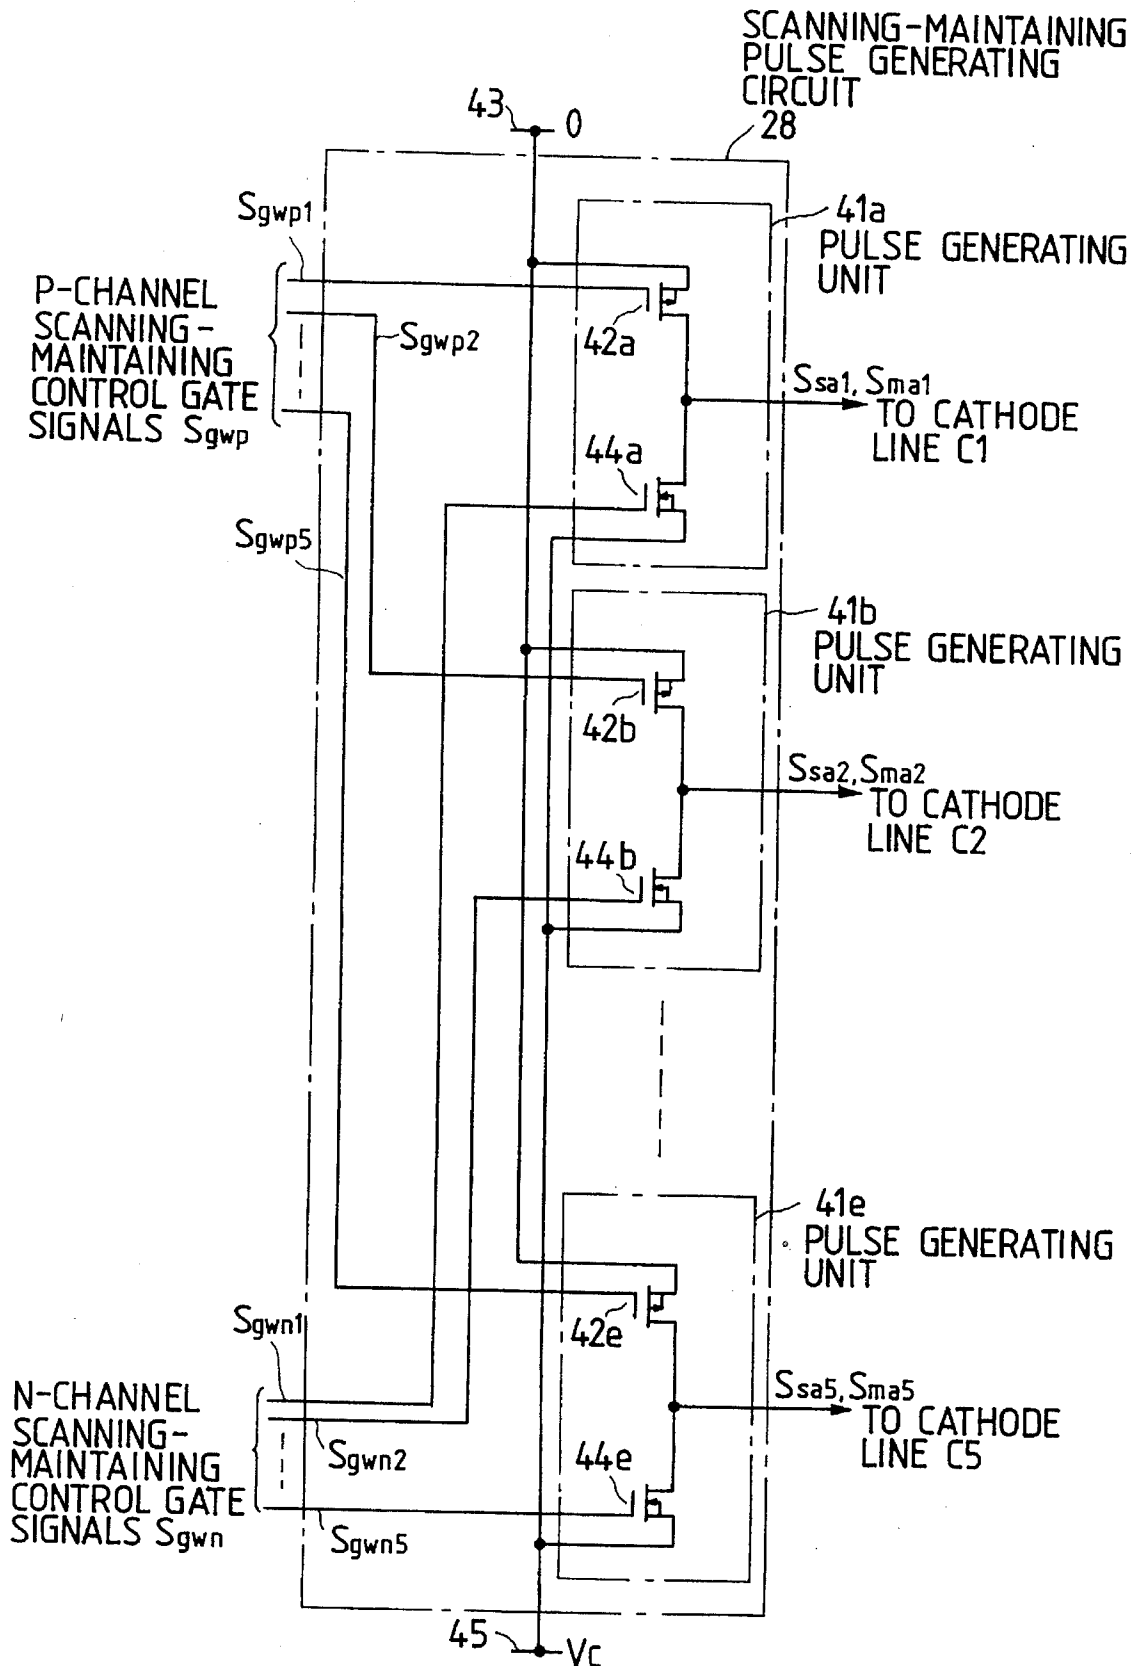 SCANNING-MAINTAINING
PULSE GENERATING
CIRCUIT
28
43
0
Sgwp1
41a
PULSE GENERATING
UNIT
P-CHANNEL
SCANNING-
MAINTAINING
CONTROL GATE
SIGNALS Sgwp
Sgwp2
42a
Ssa1, Sma1
TO CATHODE
LINE C1
44a
Sgwp5
41b
PULSE GENERATING
UNIT
42b
Ssa2, Sma2
TO CATHODE
LINE C2
44b
41e
PULSE GENERATING
UNIT
42e
Sgwn1
Ssa5, Sma5
TO CATHODE
LINE C5
N-CHANNEL
SCANNING-
MAINTAINING
CONTROL GATE
SIGNALS Sgwn
Sgwn2
44e
Sgwn5
45
Vc